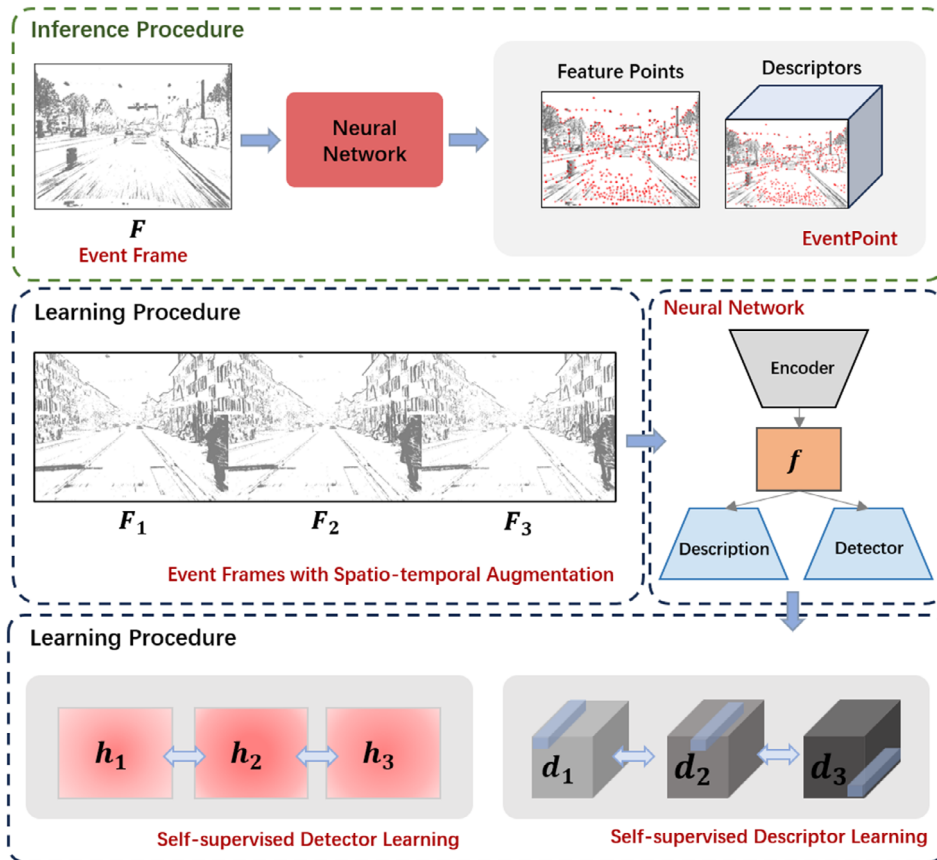 Inference Procedure
Feature Points
Descriptors
Neural
Network
F
Event Frame
EventPoint
Learning Procedure
F₁
F₂
F₃
Event Frames with Spatio-temporal Augmentation
Neural Network
Encoder
f
Description
Detector
Learning Procedure
h₁
h₂
h₃
Self-supervised Detector Learning
d₁
d₂
d₃
Self-supervised Descriptor Learning